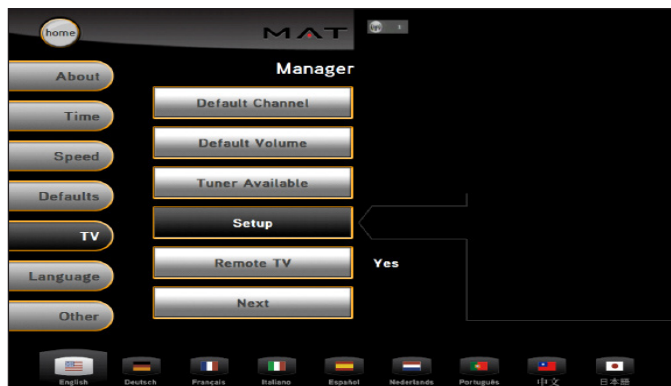 home
MAT
1
Manager
About
Time
Speed
Defaults
TV
Language
Other
Default Channel
Default Volume
Tuner Available
Setup
Remote TV
Yes
Next
English
Deutsch
Français
Italiano
Español
Nederlands
Português
中文
日本語